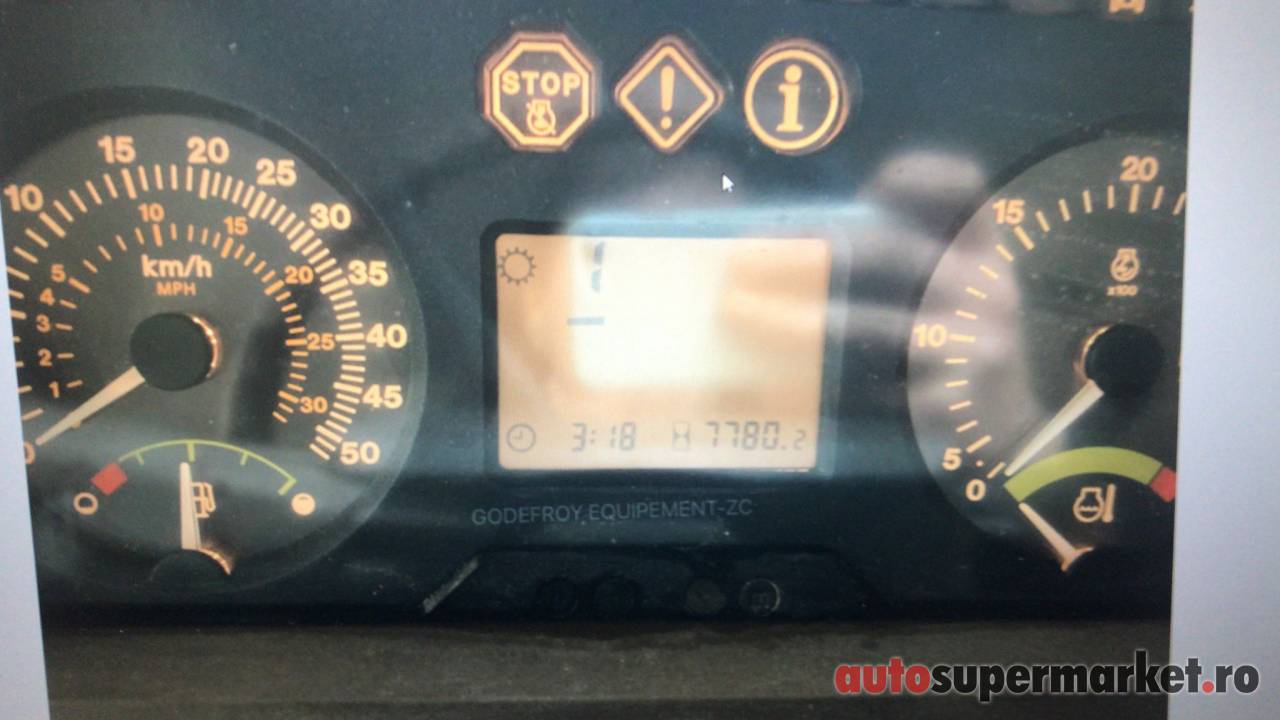 STOP
!
i
10 15 20 25 30 35 40 45 50
km/h
MPH
1 2 3 4 5 10 15 20 25 30
3:18 7780.2
GODEFROY EQUIPEMENT-ZC
0 5 10 15 20
x100
autosupermarket.ro